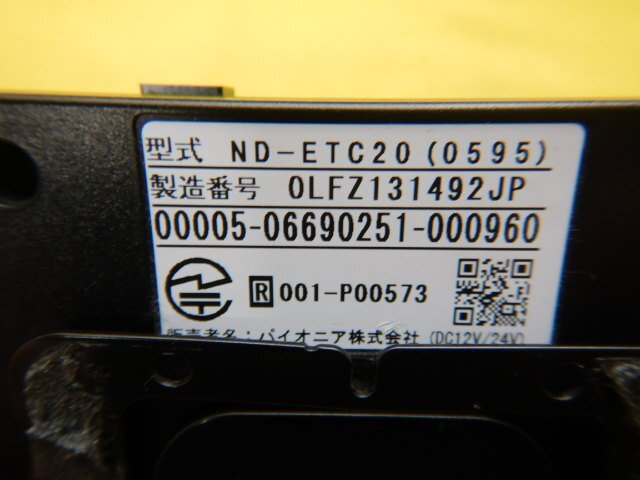 型式 ND-ETC20(0595)
製造番号 0LFZ131492JP
00005-06690251-000960
R 001-P00573
販売者名:パイオニア株式会社 (DC12V/24V)